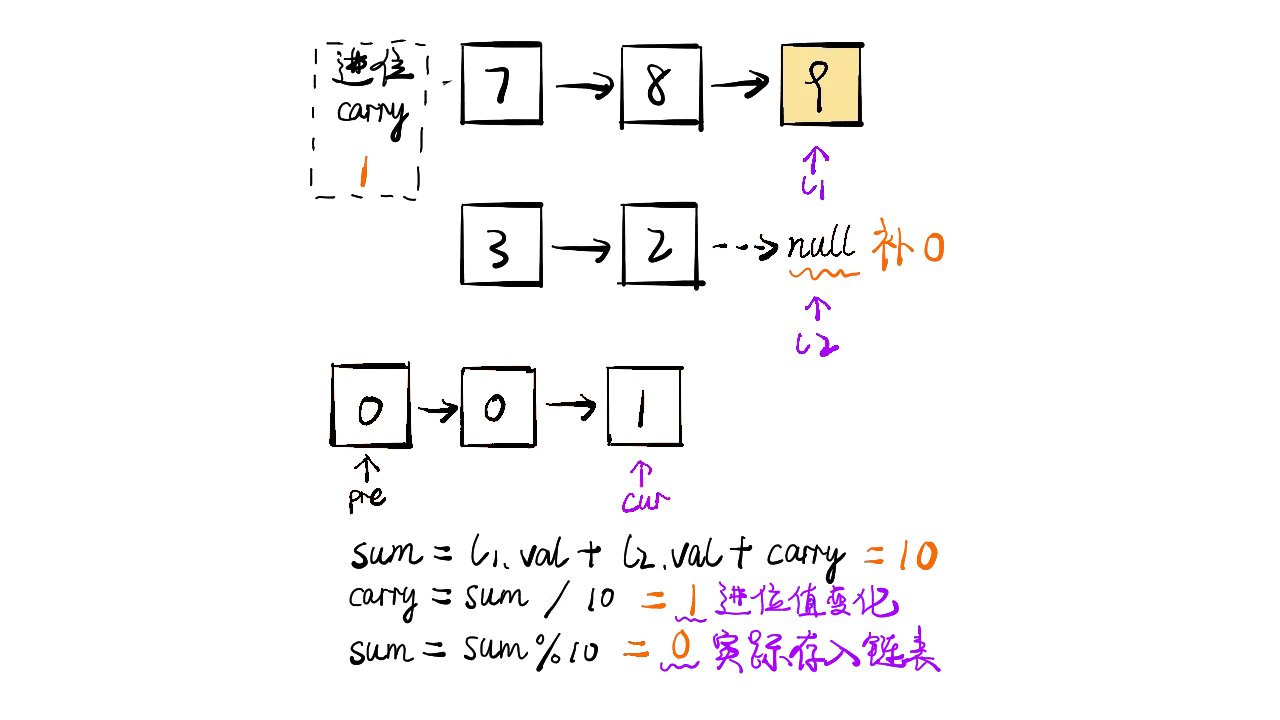 进位
carry
1
7 → 8 → 9
l1
3 → 2 ⇢ null 补0
l2
0 → 0 → 1
pre
cur
sum = l1.val + l2.val + carry = 10
carry = sum / 10 = 1 进位值变化
sum = sum%10 = 0 实际存入链表